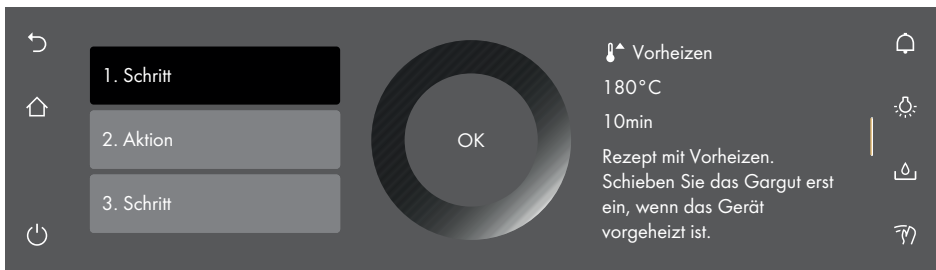 1. Schritt
2. Aktion
3. Schritt
OK
Vorheizen
180°C
10min
Rezept mit Vorheizen.
Schieben Sie das Gargut erst
ein, wenn das Gerät
vorgeheizt ist.